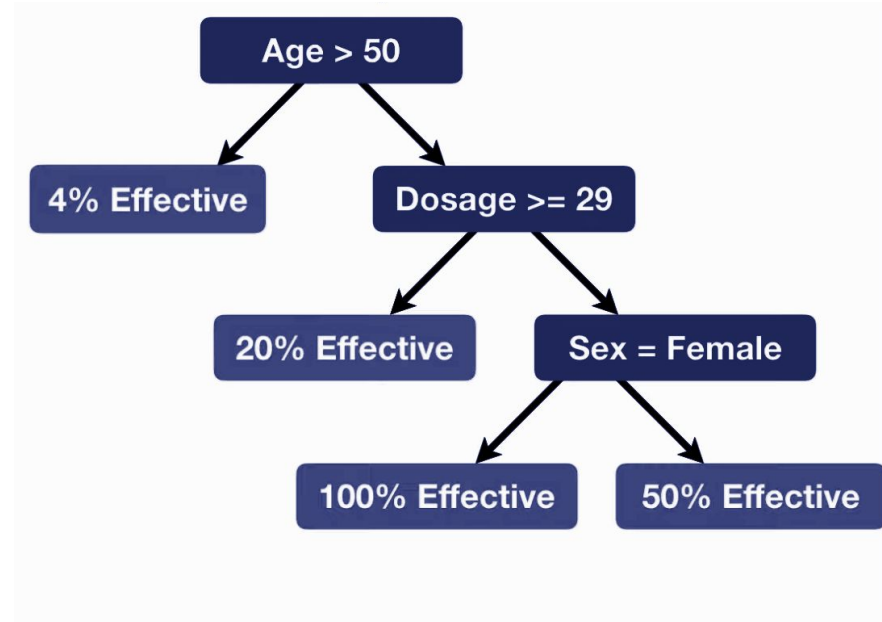 Age > 50
4% Effective
Dosage >= 29
20% Effective
Sex = Female
100% Effective
50% Effective